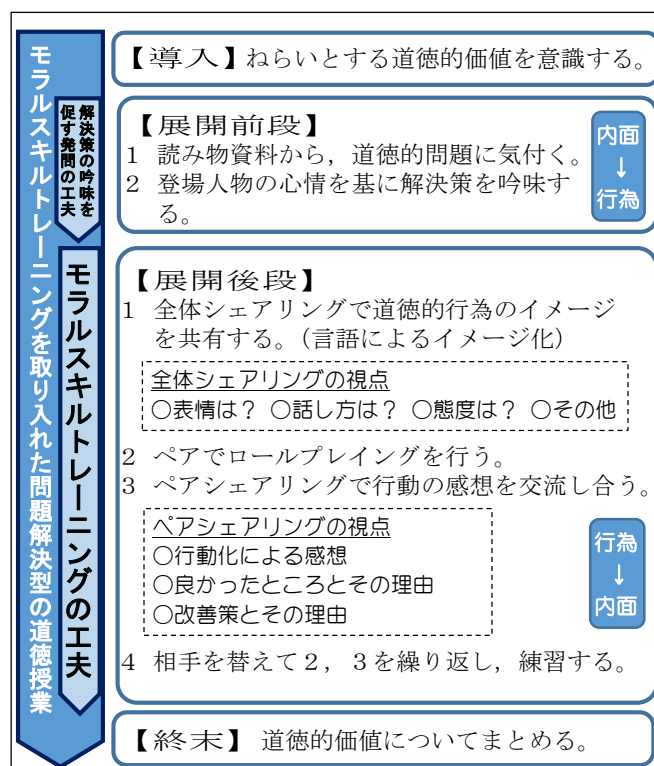 モラルスキルトレーニングを取り入れた問題解決型の道徳授業
解決策の吟味を
促す発問の工夫
モラルスキルトレーニングの工夫
【導入】ねらいとする道徳的価値を意識する。
【展開前段】
1 読み物資料から，道徳的問題に気付く。
2 登場人物の心情を基に解決策を吟味す
る。
内面
↓
行為
【展開後段】
1 全体シェアリングで道徳的行為のイメージ
を共有する。（言語によるイメージ化）
全体シェアリングの視点
○表情は？ ○話し方は？ ○態度は？ ○その他
2 ペアでロールプレイングを行う。
3 ペアシェアリングで行動の感想を交流し合う。
ペアシェアリングの視点
○行動化による感想
○良かったところとその理由
○改善策とその理由
行為
↓
内面
4 相手を替えて２，３を繰り返し，練習する。
【終末】 道徳的価値についてまとめる。